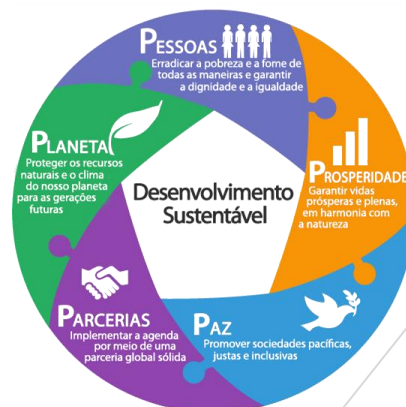 PESSOAS
Erradicar a pobreza e a fome de
todas as maneiras e garantir
a dignidade e a igualdade
PROSPERIDADE
Garantir vidas
prósperas e plenas,
em harmonia com
a natureza
PAZ
Promover sociedades pacíficas,
justas e inclusivas
PARCERIAS
Implementar a agenda
por meio de uma
parceria global sólida
PLANETA
Proteger os recursos
naturais e o clima
do nosso planeta
para as gerações
futuras
Desenvolvimento
Sustentável